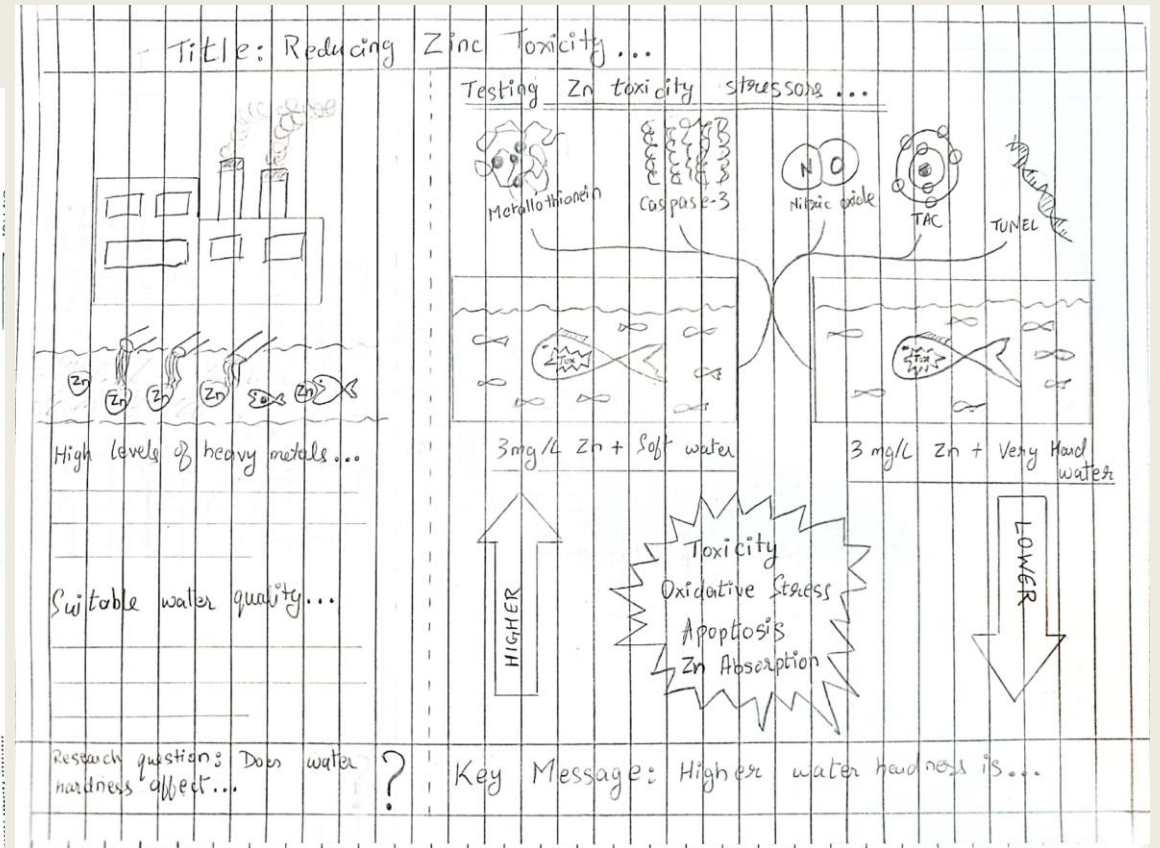 Title: Reducing Zinc Toxicity...
Zn
Zn
Zn
Zn
Zn
High levels of heavy metals...
Suitable water quality...
Research question: Does water
hardness affect...
?
Testing Zn toxicity stressors...
Metallothionein
Caspase-3
N O
Nitric oxide
TAC
TUNEL
Tox
Tox
3mg/L Zn + Soft water
3 mg/L Zn + Very Hard
water
HIGHER
Toxicity
Oxidative Stress
Apoptosis
Zn Absorption
LOWER
Key Message: Higher water hardness is...